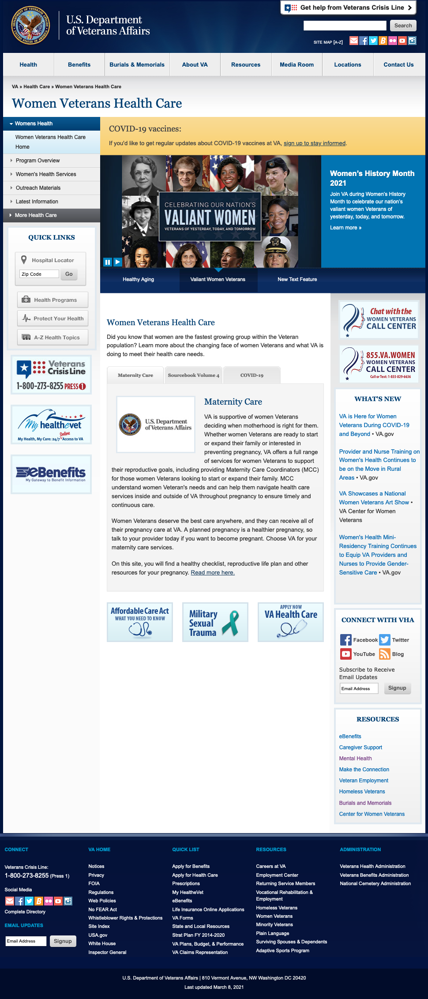 Get help from Veterans Crisis Line
U.S. Department
of Veterans Affairs
Search
SITE MAP [A-Z]
Health
Benefits
Burials & Memorials
About VA
Resources
Media Room
Locations
Contact Us
VA » Health Care » Women Veterans Health Care
Women Veterans Health Care
Womens Health
Women Veterans Health Care
Home
Program Overview
Women's Health Services
Outreach Materials
Latest Information
More Health Care
QUICK LINKS
Hospital Locator
Zip Code
Go
Health Programs
Protect Your Health
A-Z Health Topics
Veterans
Crisis Line
1-800-273-8255 PRESS 1
My healthevet
Online
My Health, My Care: 24/7 Access to VA
eBenefits
My Gateway to Benefit Information
COVID-19 vaccines:
If you'd like to get regular updates about COVID-19 vaccines at VA, sign up to stay informed.
CELEBRATING OUR NATION'S
VALIANT WOMEN
VETERANS OF YESTERDAY, TODAY, AND TOMORROW
Women's History Month
2021
Join VA during Women's History
Month to celebrate our nation's
valiant women Veterans of
yesterday, today, and tomorrow.
Learn more »
Healthy Aging
Valiant Women Veterans
New Text Feature
Women Veterans Health Care
Did you know that women are the fastest growing group within the Veteran
population? Learn more about the changing face of women Veterans and what VA is
doing to meet their health care needs.
Maternity Care
Sourcebook Volume 4
COVID-19
U.S. Department
of Veterans Affairs
Maternity Care
VA is supportive of women Veterans
deciding when motherhood is right for them.
Whether women Veterans are ready to start
or expand their family or interested in
preventing pregnancy, VA offers a full range
of services for women Veterans to support
their reproductive goals, including providing Maternity Care Coordinators (MCC)
for those women Veterans looking to start or expand their family. MCC
understand women Veteran's needs and can help them navigate health care
services inside and outside of VA throughout pregnancy to ensure timely and
continuous care.
Women Veterans deserve the best care anywhere, and they can receive all of
their pregnancy care at VA. A planned pregnancy is a healthier pregnancy, so
talk to your provider today if you want to become pregnant. Choose VA for your
maternity care services.
On this site, you will find a healthy checklist, reproductive life plan and other
resources for your pregnancy. Read more here.
Affordable Care Act
WHAT YOU NEED TO KNOW
Military
Sexual
Trauma
APPLY NOW
VA Health Care
Chat with the
WOMEN VETERANS
CALL CENTER
855.VA.WOMEN
WOMEN VETERANS
CALL CENTER
Call or Text: 1-855-829-6636
WHAT'S NEW
VA is Here for Women
Veterans During COVID-19
and Beyond • VA.gov
Provider and Nurse Training on
Women's Health Continues to
be on the Move in Rural
Areas • VA.gov
VA Showcases a National
Women Veterans Art Show •
VA Center for Women
Veterans
Women's Health Mini-
Residency Training Continues
to Equip VA Providers and
Nurses to Provide Gender-
Sensitive Care • VA.gov
CONNECT WITH VHA
Facebook
Twitter
YouTube
Blog
Subscribe to Receive
Email Updates
Email Address
Signup
RESOURCES
eBenefits
Caregiver Support
Mental Health
Make the Connection
Veteran Employment
Homeless Veterans
Burials and Memorials
Center for Women Veterans
CONNECT
Veterans Crisis Line:
1-800-273-8255 (Press 1)
Social Media
Complete Directory
EMAIL UPDATES
Email Address
Signup
VA HOME
Notices
Privacy
FOIA
Regulations
Web Policies
No FEAR Act
Whistleblower Rights & Protections
Site Index
USA.gov
White House
Inspector General
QUICK LIST
Apply for Benefits
Apply for Health Care
Prescriptions
My HealtheVet
eBenefits
Life Insurance Online Applications
VA Forms
State and Local Resources
Strat Plan FY 2014-2020
VA Plans, Budget, & Performance
VA Claims Representation
RESOURCES
Careers at VA
Employment Center
Returning Service Members
Vocational Rehabilitation &
Employment
Homeless Veterans
Women Veterans
Minority Veterans
Plain Language
Surviving Spouses & Dependents
Adaptive Sports Program
ADMINISTRATION
Veterans Health Administration
Veterans Benefits Administration
National Cemetery Administration
U.S. Department of Veterans Affairs | 810 Vermont Avenue, NW Washington DC 20420
Last updated March 8, 2021